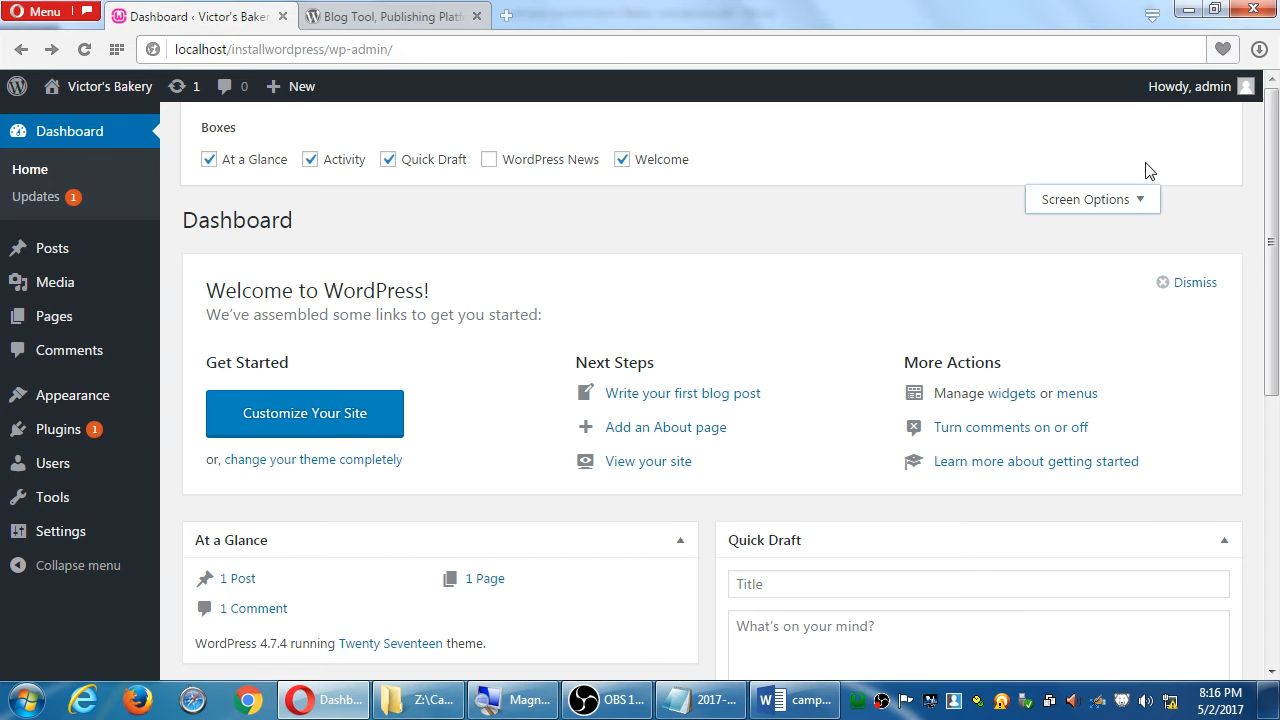 Menu
Dashboard ‹ Victor's Baker
Blog Tool, Publishing Platf
localhost/installwordpress/wp-admin/
Victor's Bakery
1
0
New
Howdy, admin
Dashboard
Home
Updates 1
Posts
Media
Pages
Comments
Appearance
Plugins 1
Users
Tools
Settings
Collapse menu
Boxes
At a Glance
Activity
Quick Draft
WordPress News
Welcome
Screen Options
Dashboard
Welcome to WordPress!
We've assembled some links to get you started:
Dismiss
Get Started
Customize Your Site
or, change your theme completely
Next Steps
Write your first blog post
Add an About page
View your site
More Actions
Manage widgets or menus
Turn comments on or off
Learn more about getting started
At a Glance
1 Post
1 Page
1 Comment
WordPress 4.7.4 running Twenty Seventeen theme.
Quick Draft
Title
What's on your mind?
Dashb...
Z:\Ca...
Magn...
OBS 1...
2017-...
camp...
8:16 PM
5/2/2017